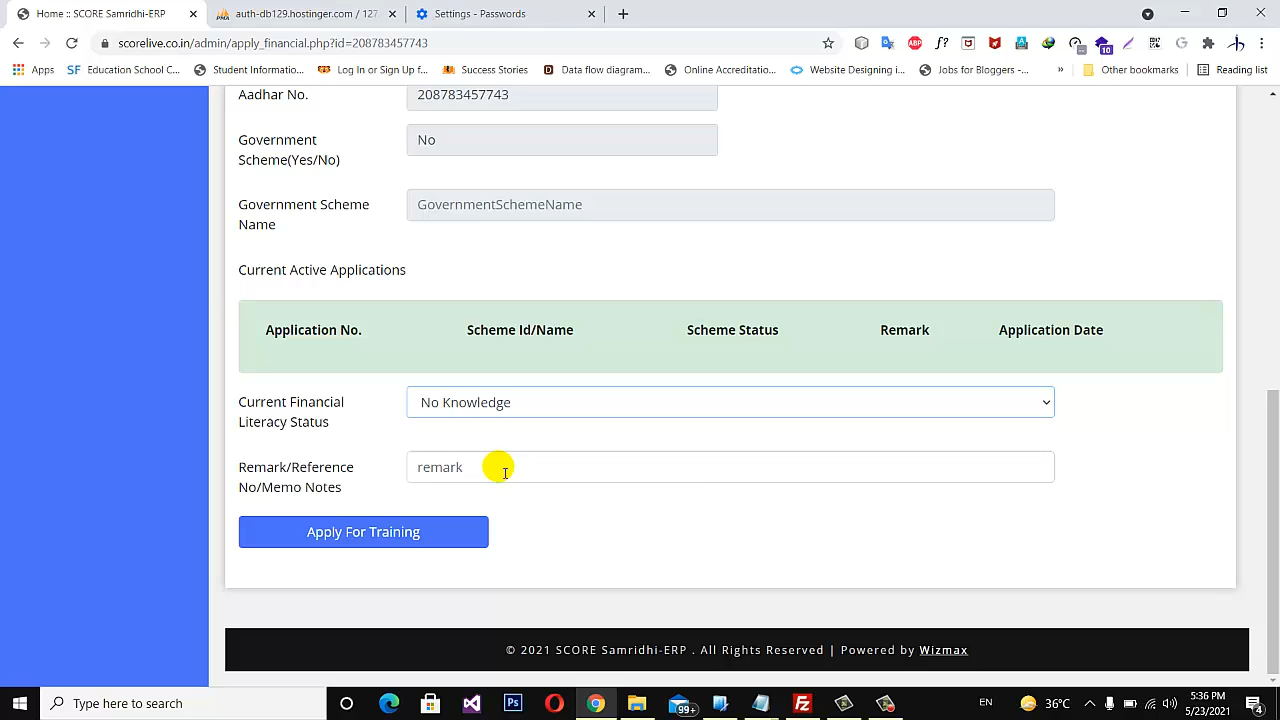 Home :: SCORE Samridhi-ERP
auth-db129.hostinger.com / 127
Settings - Passwords
scorelive.co.in/admin/apply_financial.php?id=208783457743
Apps
Education School C...
Student Information...
Log In or Sign Up f...
Success Stories
Data flow diagram...
Online Accreditatio...
Website Designing i...
Jobs for Bloggers -...
»
Other bookmarks
Reading list
Aadhar No.
208783457743
Government
Scheme(Yes/No)
No
Government Scheme
Name
GovernmentSchemeName
Current Active Applications
Application No.
Scheme Id/Name
Scheme Status
Remark
Application Date
Current Financial
Literacy Status
No Knowledge
Remark/Reference
No/Memo Notes
remark
Apply For Training
© 2021 SCORE Samridhi-ERP . All Rights Reserved | Powered by Wizmax
Type here to search
99+
EN
36°C
5:36 PM
5/23/2021
4